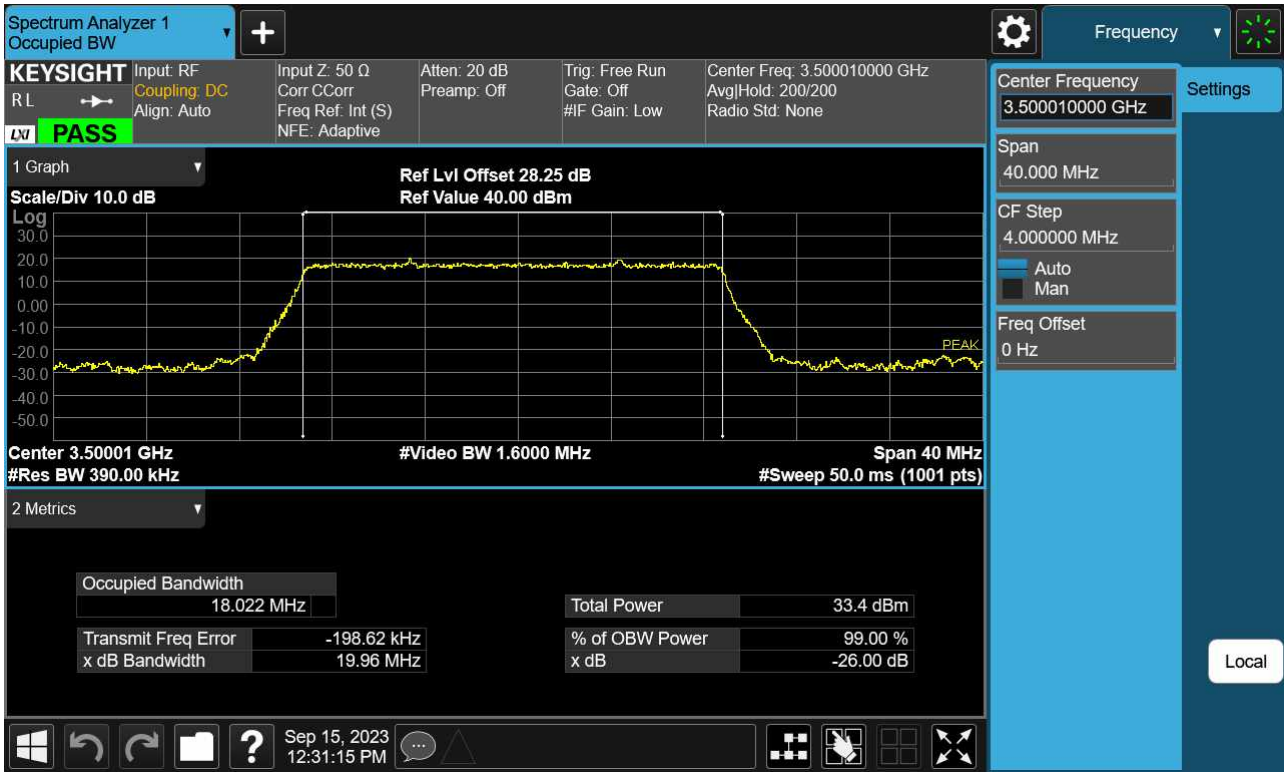 Spectrum Analyzer 1
Occupied BW
Frequency
KEYSIGHT
RL
LXI
PASS
Input: RF
Coupling: DC
Align: Auto
Input Z: 50 Ω
Corr CCorr
Freq Ref: Int (S)
NFE: Adaptive
Atten: 20 dB
Preamp: Off
Trig: Free Run
Gate: Off
#IF Gain: Low
Center Freq: 3.500010000 GHz
Avg|Hold: 200/200
Radio Std: None
Center Frequency
3.500010000 GHz
Settings
Span
40.000 MHz
CF Step
4.000000 MHz
Auto
Man
Freq Offset
0 Hz
1 Graph
Scale/Div 10.0 dB
Ref Lvl Offset 28.25 dB
Ref Value 40.00 dBm
Log
30.0
20.0
10.0
0.00
-10.0
-20.0
-30.0
-40.0
-50.0
PEAK
Center 3.50001 GHz
#Video BW 1.6000 MHz
Span 40 MHz
#Res BW 390.00 kHz
#Sweep 50.0 ms (1001 pts)
2 Metrics
Occupied Bandwidth
18.022 MHz
Total Power 33.4 dBm
Transmit Freq Error -198.62 kHz
% of OBW Power 99.00 %
x dB Bandwidth 19.96 MHz
x dB -26.00 dB
Local
?
Sep 15, 2023
12:31:15 PM